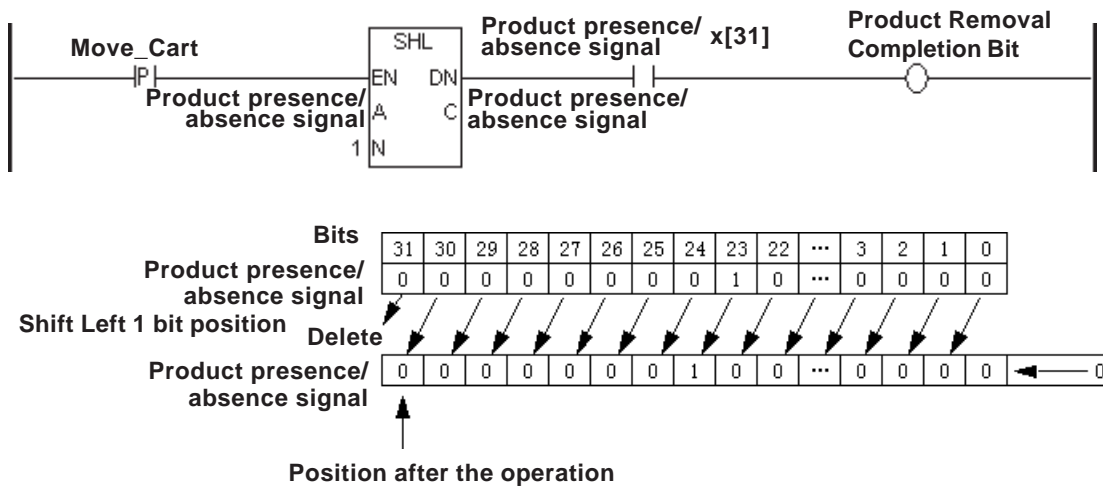 Move_Cart
P
SHL
EN DN
Product presence/
absence signal
A C
1 N
Product presence/
absence signal
Product presence/
absence signal
x[31]
Product Removal
Completion Bit
Bits
31 30 29 28 27 26 25 24 23 22 ... 3 2 1 0
Product presence/
absence signal
0 0 0 0 0 0 0 0 1 0 ... 0 0 0 0
Shift Left 1 bit position
Delete
Product presence/
absence signal
0 0 0 0 0 0 0 1 0 0 ... 0 0 0 0
0
Position after the operation